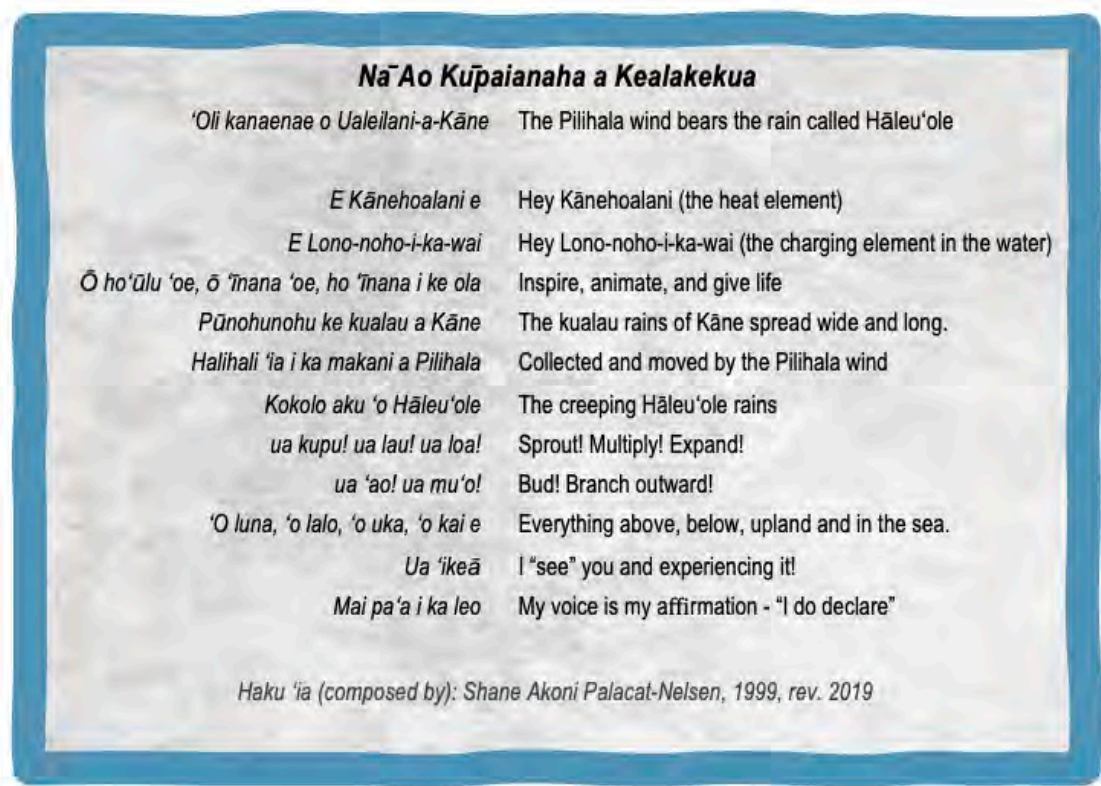 Nā Ao Kūpaianaha a Kealakekua
ʻOli kanaenae o Ualeilani-a-Kāne The Pilihala wind bears the rain called Hāleuʻole
E Kānehoalani e Hey Kānehoalani (the heat element)
E Lono-noho-i-ka-wai Hey Lono-noho-i-ka-wai (the charging element in the water)
Ō hoʻūlu ʻoe, ō ʻīnana ʻoe, ho ʻīnana i ke ola Inspire, animate, and give life
Pūnohunohu ke kualau a Kāne The kualau rains of Kāne spread wide and long.
Halihali ʻia i ka makani a Pilihala Collected and moved by the Pilihala wind
Kokolo aku ʻo Hāleuʻole The creeping Hāleuʻole rains
ua kupu! ua lau! ua loa! Sprout! Multiply! Expand!
ua ʻao! ua muʻo! Bud! Branch outward!
ʻO luna, ʻo lalo, ʻo uka, ʻo kai e Everything above, below, upland and in the sea.
Ua ʻikeā I “see” you and experiencing it!
Mai paʻa i ka leo My voice is my affirmation - “I do declare”
Haku ʻia (composed by): Shane Akoni Palacat-Nelsen, 1999, rev. 2019